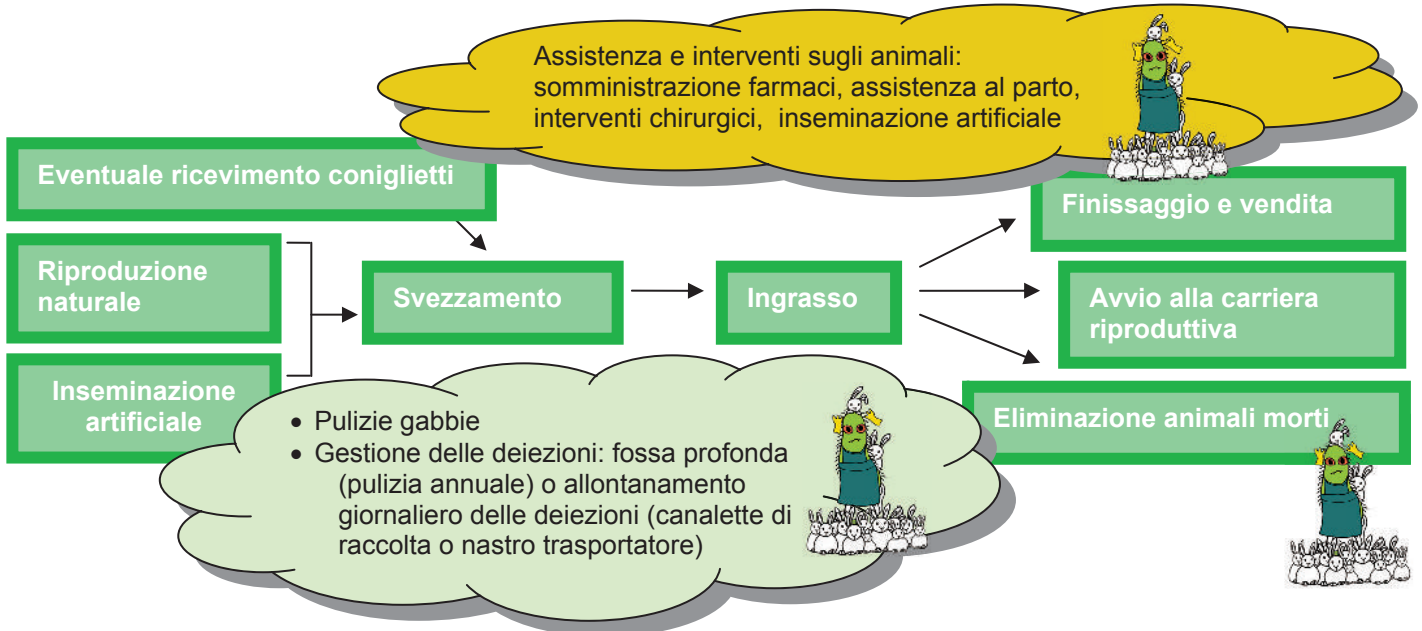 Assistenza e interventi sugli animali:
somministrazione farmaci, assistenza al parto,
interventi chirurgici, inseminazione artificiale
Eventuale ricevimento coniglietti
Riproduzione
naturale
Inseminazione
artificiale
Svezzamento
Ingrasso
Finissaggio e vendita
Avvio alla carriera
riproduttiva
Eliminazione animali morti
• Pulizie gabbie
• Gestione delle deiezioni: fossa profonda
(pulizia annuale) o allontanamento
giornaliero delle deiezioni (canalette di
raccolta o nastro trasportatore)